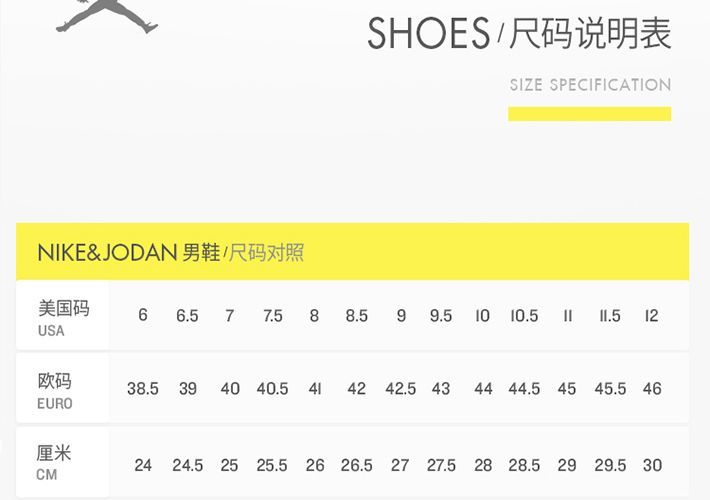 SHOES/尺码说明表
SIZE SPECIFICATION
NIKE&JODAN 男鞋/尺码对照
美国码 6 6.5 7 7.5 8 8.5 9 9.5 10 10.5 11 11.5 12
USA
欧码 38.5 39 40 40.5 41 42 42.5 43 44 44.5 45 45.5 46
EURO
厘米 24 24.5 25 25.5 26 26.5 27 27.5 28 28.5 29 29.5 30
CM